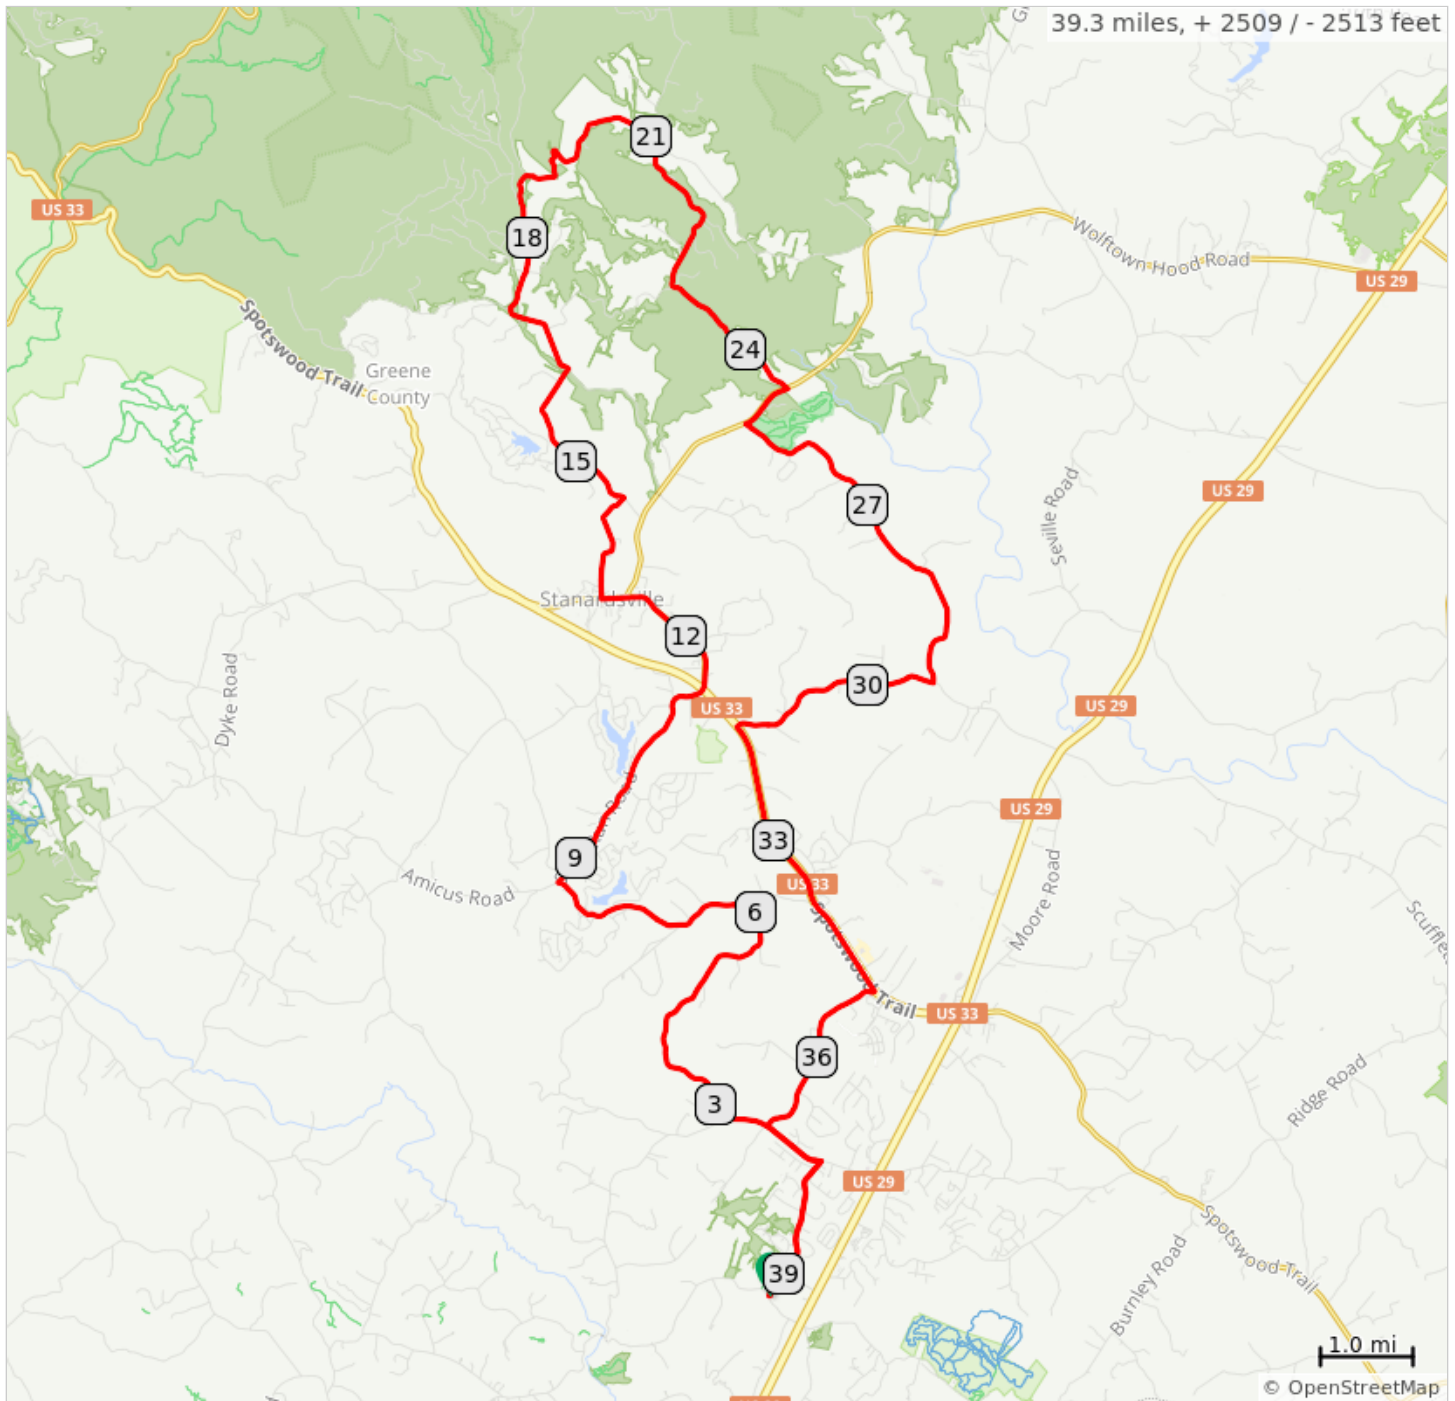 39.3 miles, + 2509 / - 2513 feet
21
US 33
18
Wolftown Hood Road
US 29
Spotswood Trail
24
Greene
County
15
Seville Road
US 29
27
Stanardsville
12
Dyke Road
30
US 33
US 29
US 29
33
9
Amicus Road
US 33
Moore Road
6
Spotswood Trail
US 33
36
Ridge Road
3
US 29
Spotswood Trail
Burnley Road
39
1.0 mi
© OpenStreetMap